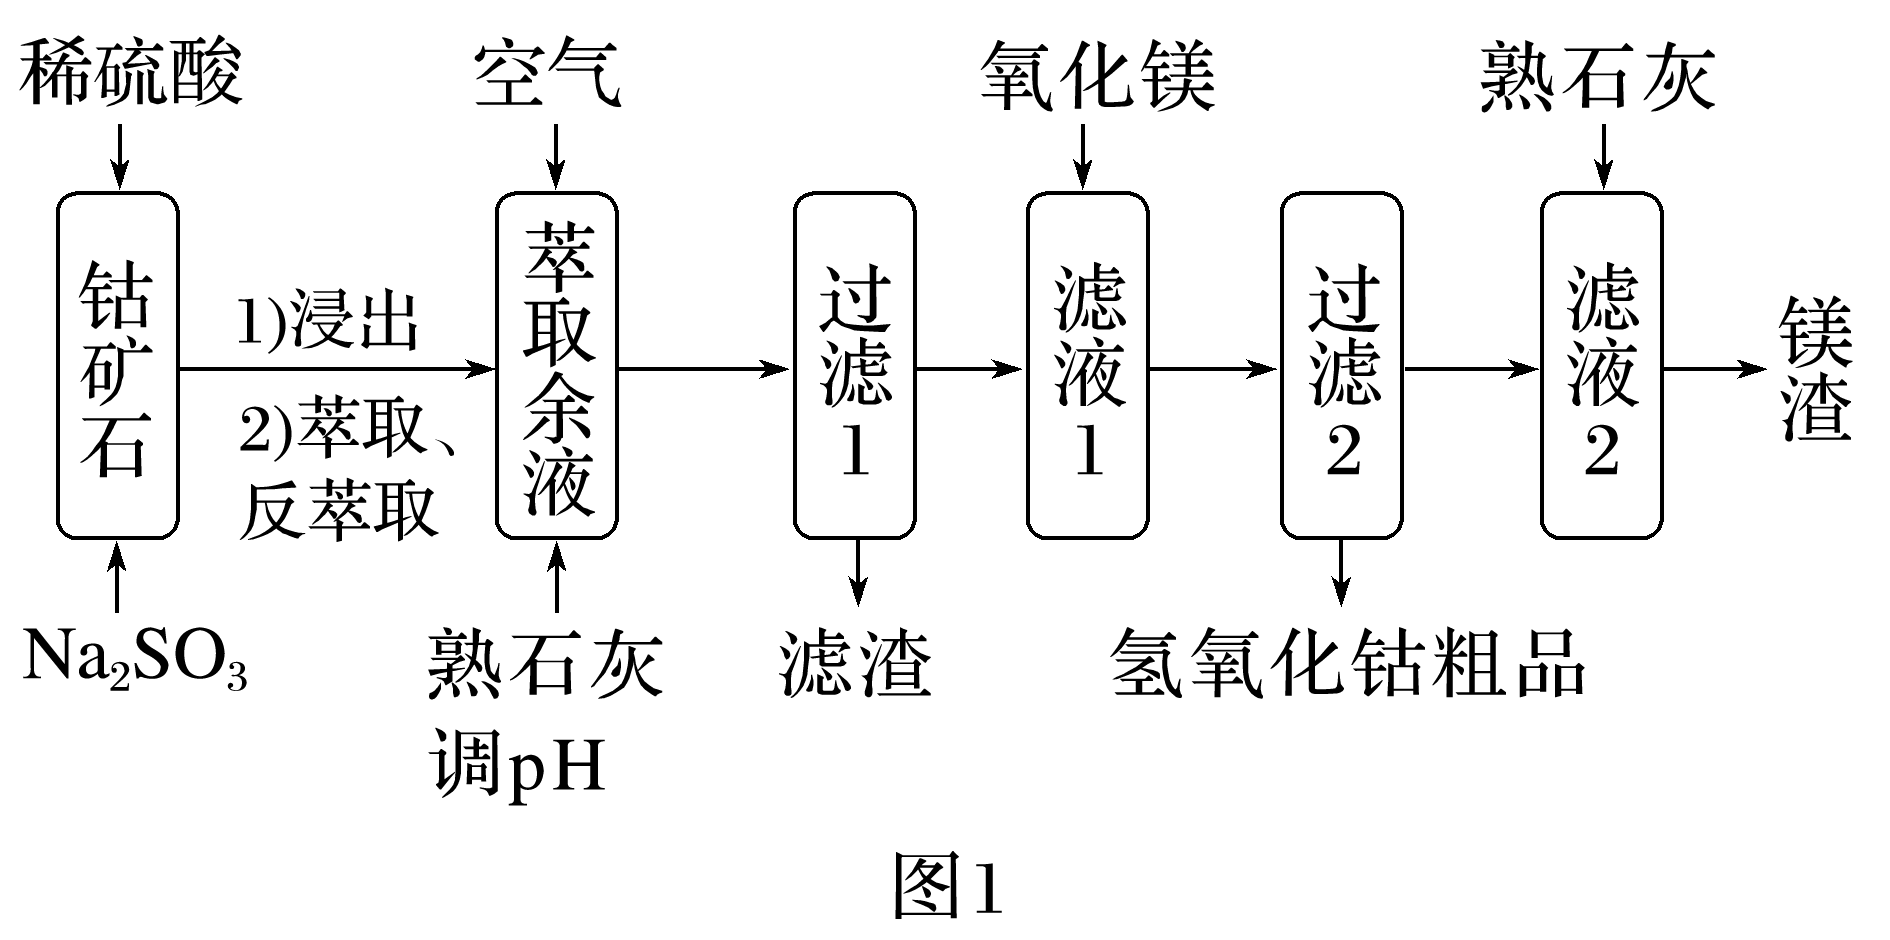 稀硫酸
空气
氧化镁
熟石灰
钴矿石
1)浸出
2)萃取、
反萃取
萃取余液
过滤1
滤液1
过滤2
滤液2
镁渣
Na₂SO₃
熟石灰
调pH
滤渣
氢氧化钴粗品
图1